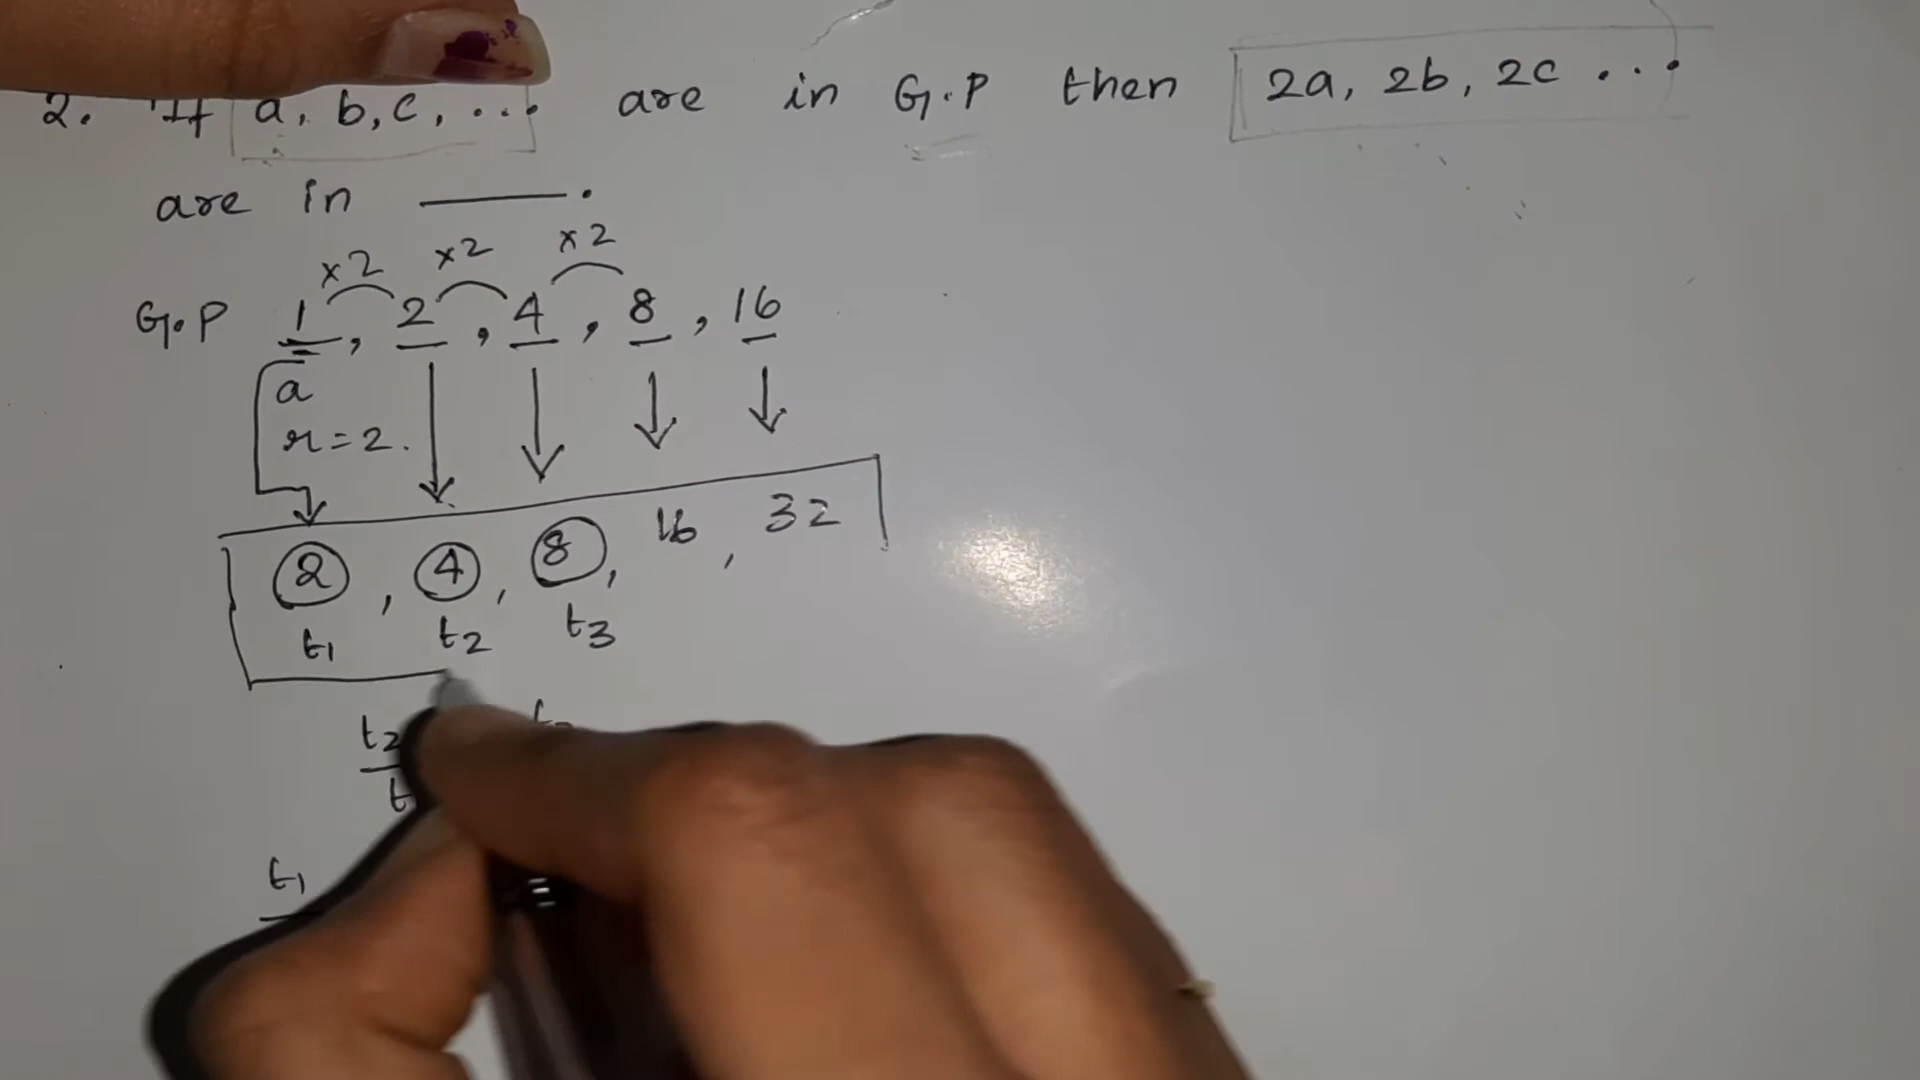 2. If a, b, c, ... are in G.P then 2a, 2b, 2c ...
are in ______.
×2 ×2 ×2
G.P 1, 2, 4, 8, 16
a
r = 2.
2, 4, 8, 16, 32
t1 t2 t3
t2
t
t1